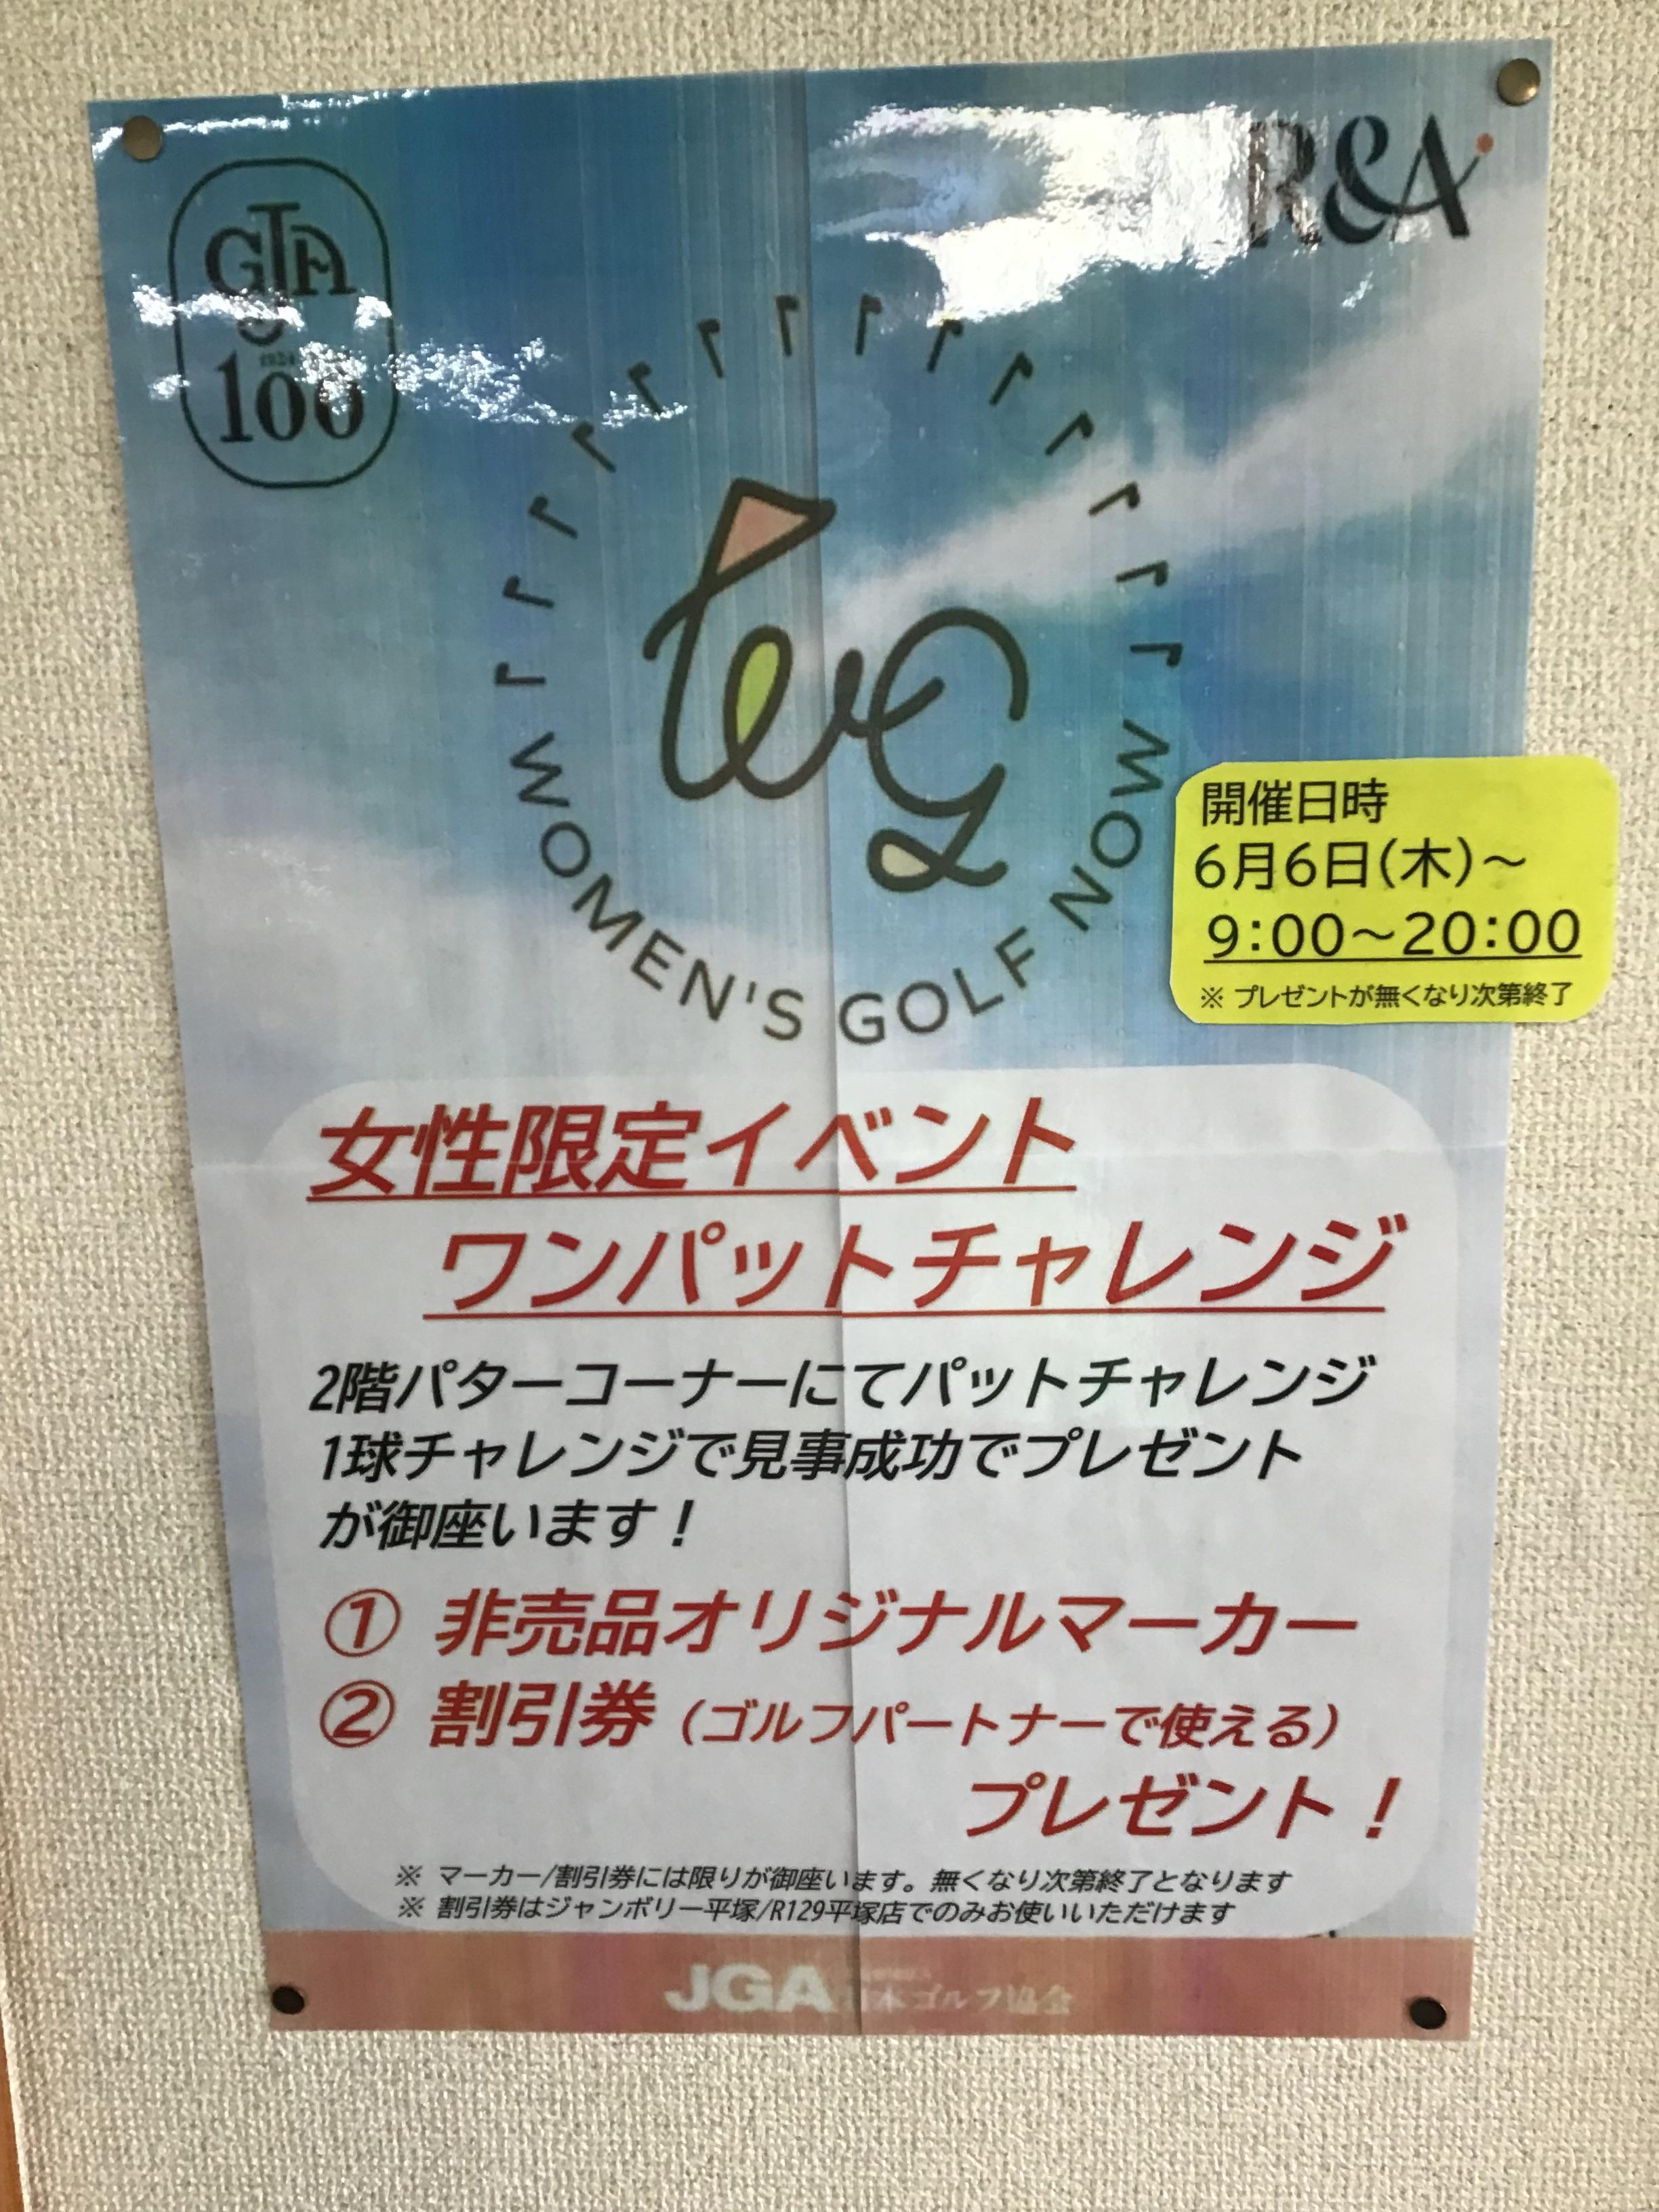 JGA
100
R&A
WG
WOMEN'S GOLF NOW
開催日時
6月6日(木)～
9:00～20:00
※ プレゼントが無くなり次第終了
女性限定イベント
ワンパットチャレンジ
2階パターコーナーにてパットチャレンジ
1球チャレンジで見事成功でプレゼント
が御座います！
① 非売品オリジナルマーカー
② 割引券（ゴルフパートナーで使える）
プレゼント！
※ マーカー/割引券には限りが御座います。無くなり次第終了となります
※ 割引券はジャンボリー平塚/R129平塚店でのみお使いいただけます
JGA 日本ゴルフ協会